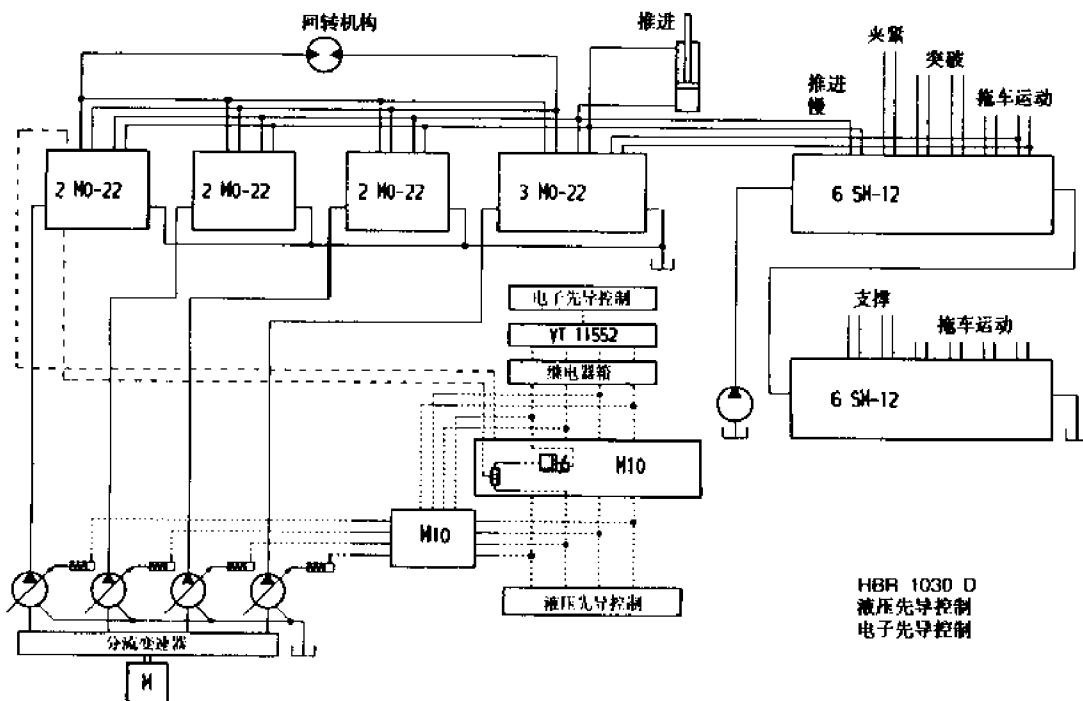 回转机构
推进
夹紧
突破
推进
慢
拖车运动
2 MO-22
2 MO-22
2 MO-22
3 MO-22
6 SM-12
电子先导控制
VT 11552
继电器箱
支撑
拖车运动
6 SM-12
M10
M10
液压先导控制
HBR 1030 D
液压先导控制
电子先导控制
分流变速器
M